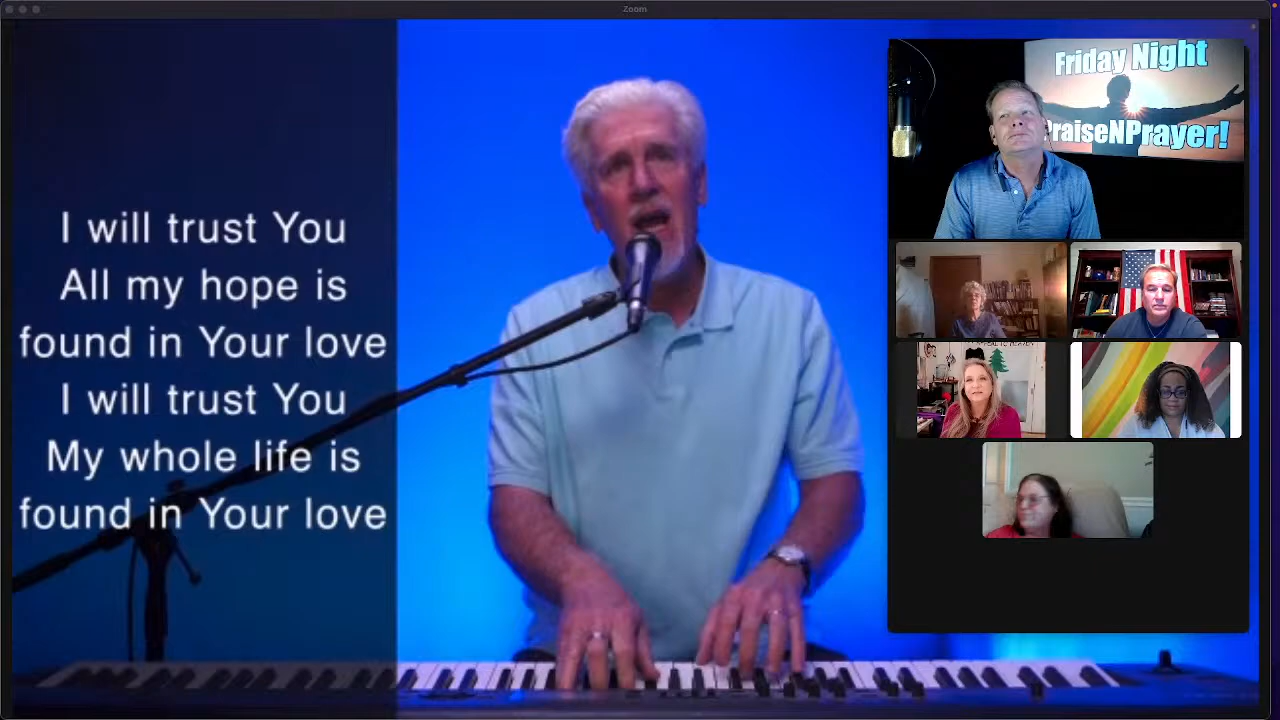 Zoom
I will trust You
All my hope is
found in Your love
I will trust You
My whole life is
found in Your love
Friday Night
PraiseNPrayer!